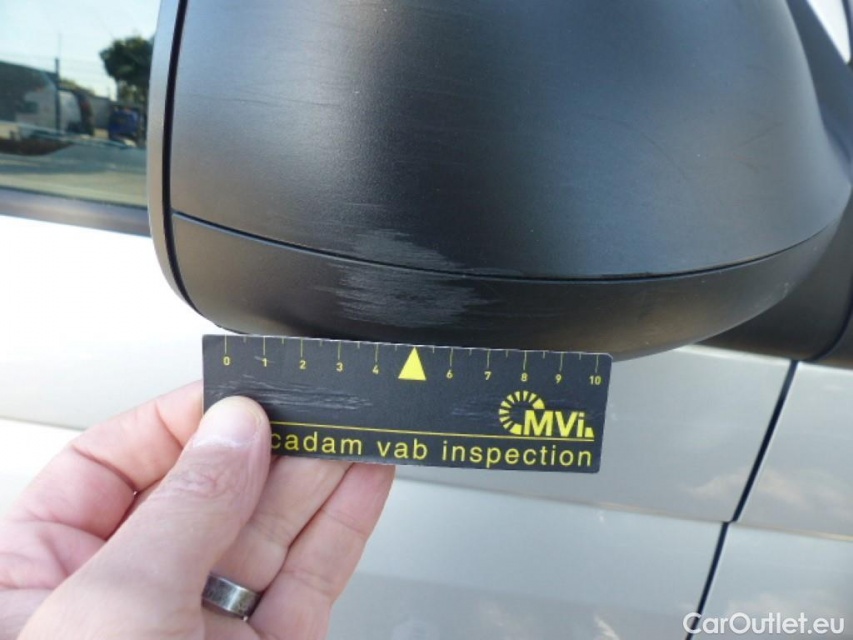 0 1 2 3 4 6 7 8 9 10
MVi
cadam vab inspection
CarOutlet.eu